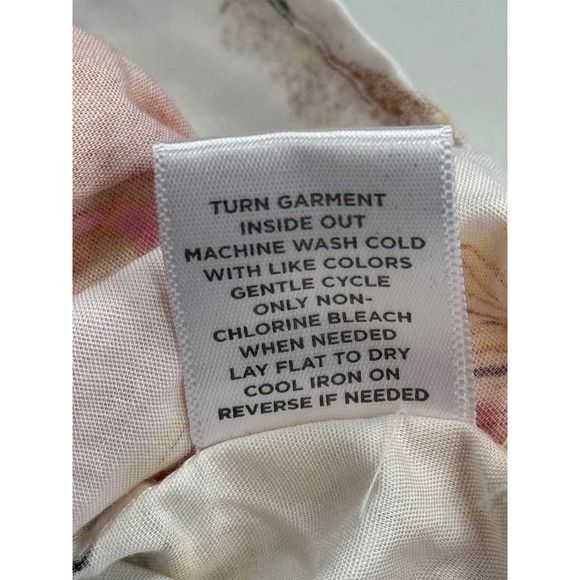 TURN GARMENT
INSIDE OUT
MACHINE WASH COLD
WITH LIKE COLORS
GENTLE CYCLE
ONLY NON-
CHLORINE BLEACH
WHEN NEEDED
LAY FLAT TO DRY
COOL IRON ON
REVERSE IF NEEDED